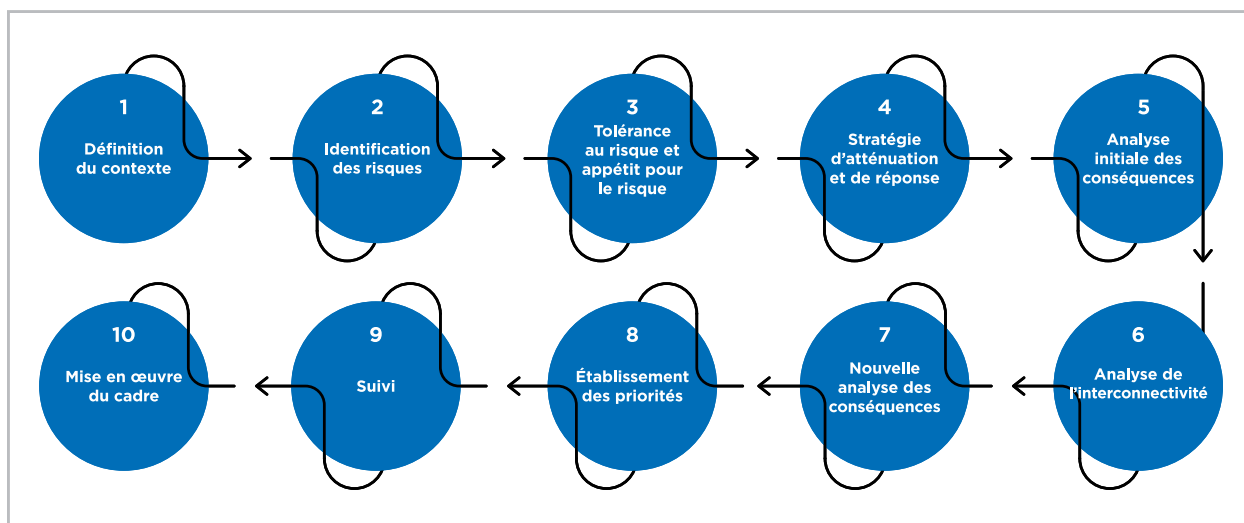 1
Définition
du contexte
2
Identification
des risques
3
Tolérance
au risque et
appétit pour
le risque
4
Stratégie
d’atténuation
et de réponse
5
Analyse
initiale des
conséquences
6
Analyse de
l’interconnectivité
7
Nouvelle
analyse des
conséquences
8
Établissement
des priorités
9
Suivi
10
Mise en œuvre
du cadre